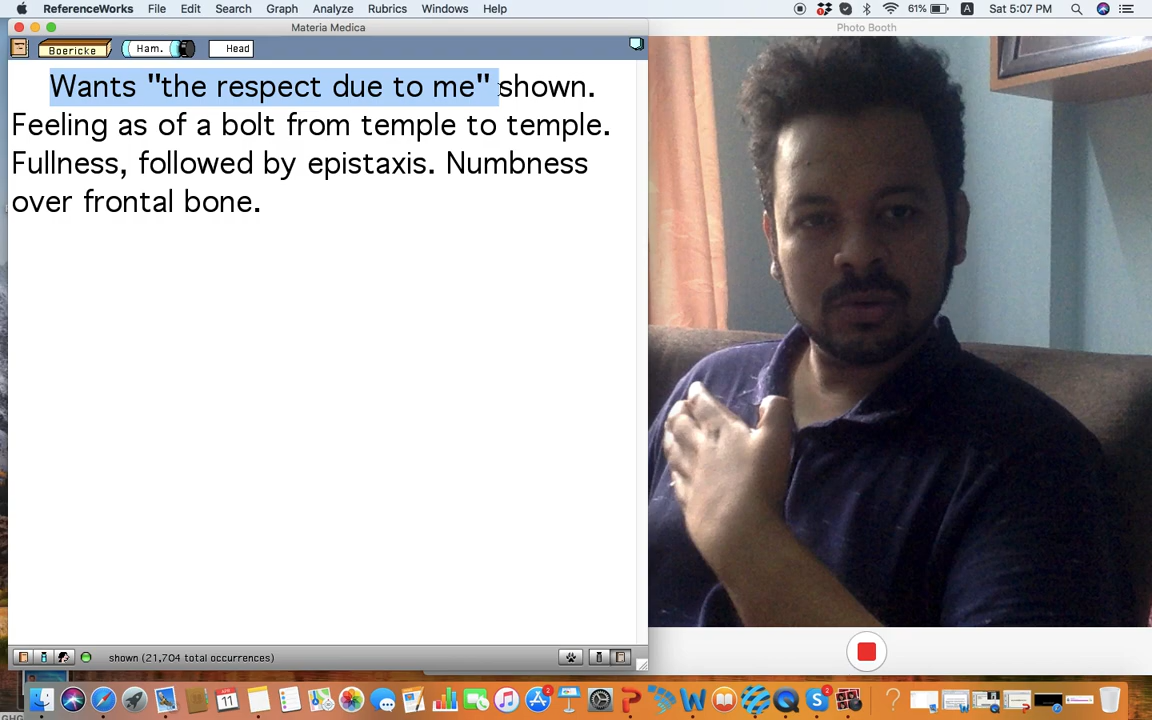 ReferenceWorks File Edit Search Graph Analyze Rubrics Windows Help 61% A Sat 5:07 PM
Materia Medica
Photo Booth
Boericke Ham. Head
Wants "the respect due to me" shown.
Feeling as of a bolt from temple to temple.
Fullness, followed by epistaxis. Numbness
over frontal bone.
shown (21,704 total occurrences)